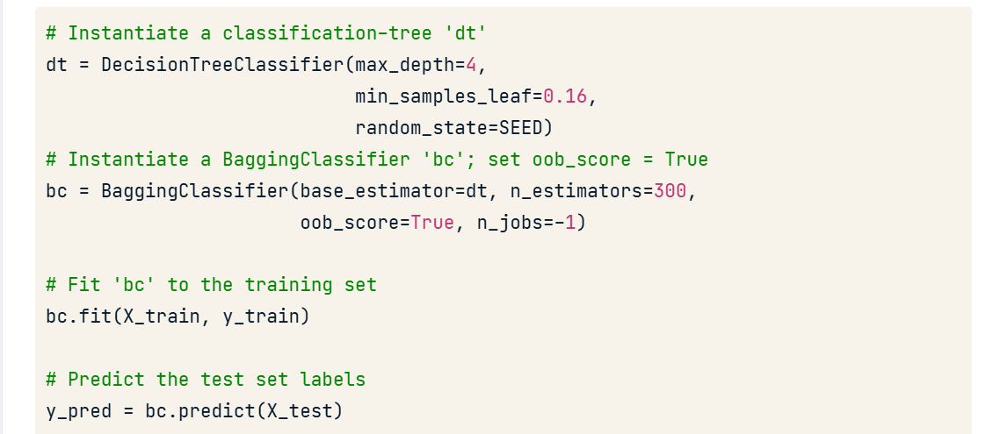 # Instantiate a classification-tree 'dt'
dt = DecisionTreeClassifier(max_depth=4,
                            min_samples_leaf=0.16,
                            random_state=SEED)
# Instantiate a BaggingClassifier 'bc'; set oob_score = True
bc = BaggingClassifier(base_estimator=dt, n_estimators=300,
                       oob_score=True, n_jobs=-1)

# Fit 'bc' to the training set
bc.fit(X_train, y_train)

# Predict the test set labels
y_pred = bc.predict(X_test)